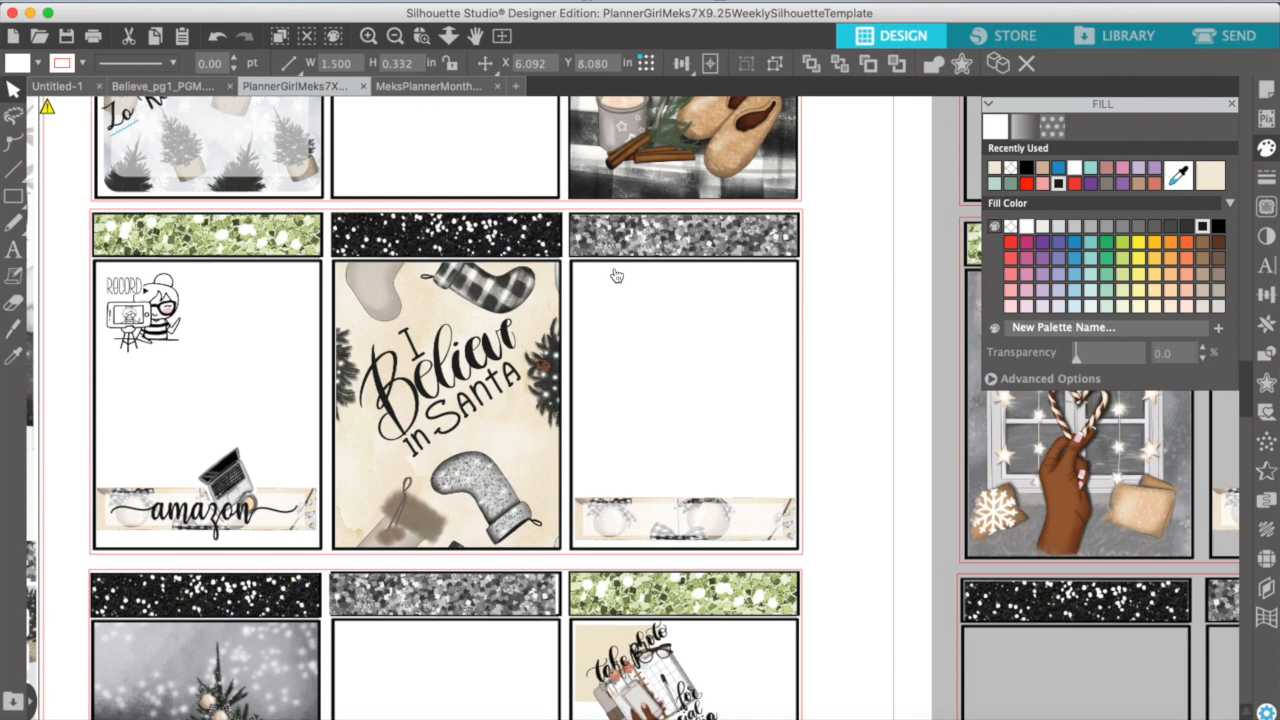 Silhouette Studio® Designer Edition: PlannerGirlMeks7X9.25WeeklySilhouetteTemplate
DESIGN
STORE
LIBRARY
SEND
0.00 pt
W 1.500 H 0.332 in
X 6.092 Y 8.080 in
Untitled-1
Believe_pg1_PGM....
PlannerGirlMeks7X...
MeksPlannerMonth...
FILL
Recently Used
Fill Color
New Palette Name...
Transparency 0.0 %
Advanced Options
RECORD
I
Believe
in SANTA
amazon
take photo
for